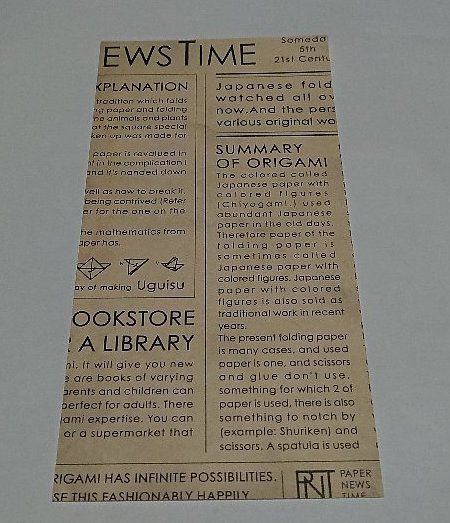 EWSTIME
Someda
5th
21st Centu
XPLANATION
tradition which folds
ng paper and folding
he animals and plants
at the square special
ken up was made for
paper is revalued in
nt in the complication!
and it's handed down
well as how to break it,
being contrived (Refer
er for the one on the
he mathematics from
aper has.
ay of making Uguisu
OOKSTORE
A LIBRARY
ni. It will give you new
e are books of varying
arents and children can
perfect for adults. There
ami expertise. You can
or a supermarket that
Japanese fold
watched all ov
now.And the pers
various original wo
SUMMARY
OF ORIGAMI
The colored called
Japanese paper with
colored figures
(Chiyogami,) used
abundant Japanese
paper in the old days.
Therefore paper of the
folding paper is
sometimes called
Japanese paper with
colored figures. Japanese
paper with colored
figures is also sold as
traditional work in recent
years.
The present folding paper
is many cases, and used
paper is one, and scissors
and glue don't use,
something for which 2 of
paper is used, there is also
something to notch by
(example: Shuriken) and
scissors. A spatula is used
RIGAMI HAS INFINITE POSSIBILITIES.
SE THIS FASHIONABLY HAPPILY
PNT
PAPER
NEWS
TIME